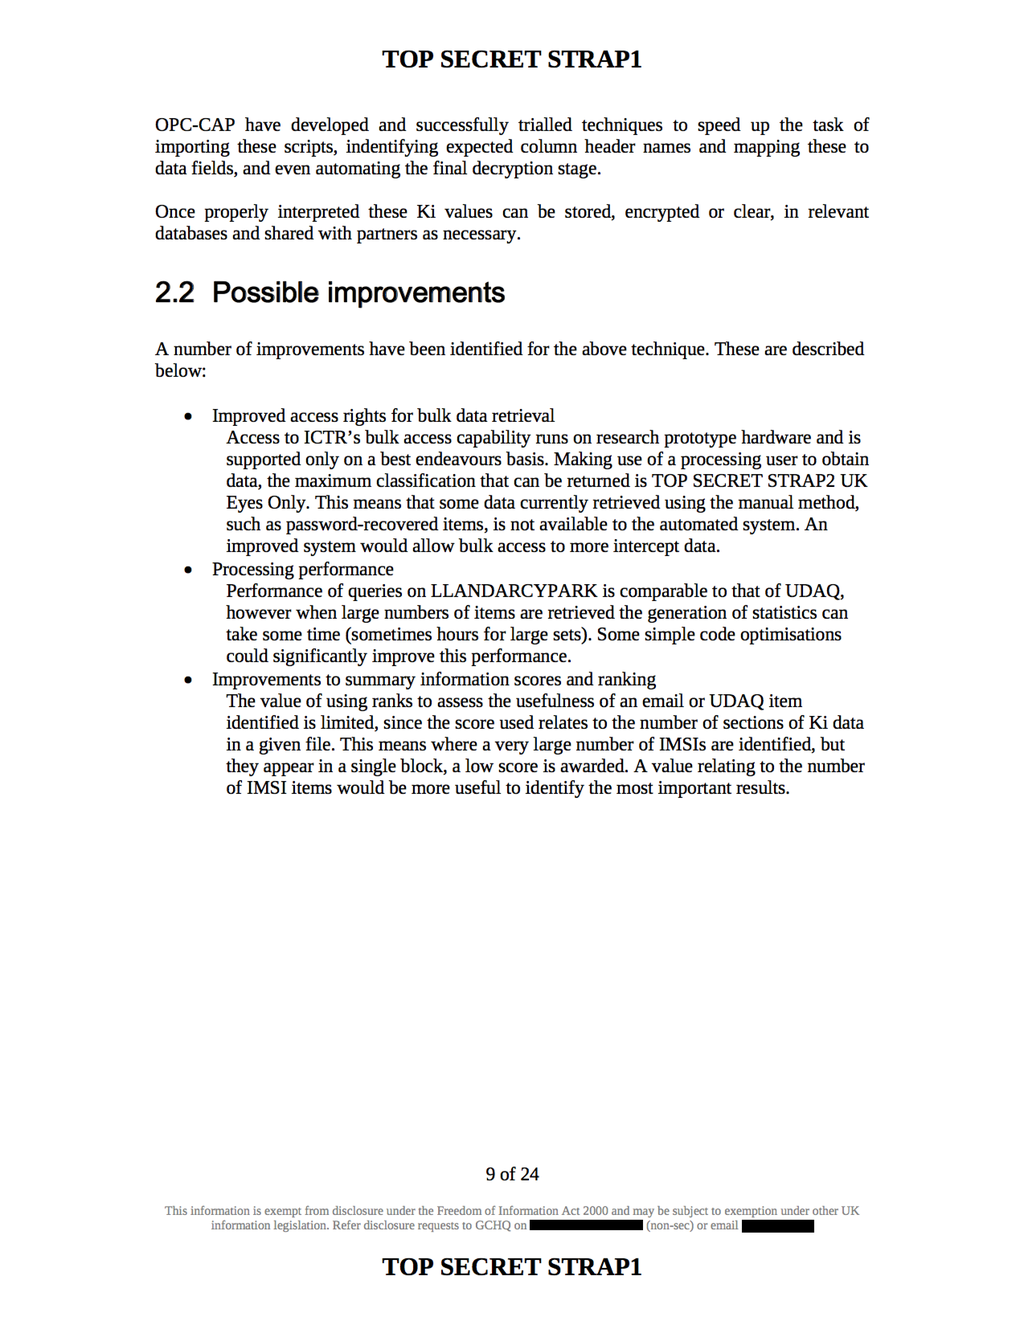 TOP SECRET STRAP1
OPC-CAP have developed and successfully trialled techniques to speed up the task of
importing these scripts, indentifying expected column header names and mapping these to
data fields, and even automating the final decryption stage.
Once properly interpreted these Ki values can be stored, encrypted or clear, in relevant
databases and shared with partners as necessary.
2.2 Possible improvements
A number of improvements have been identified for the above technique. These are described
below:
• Improved access rights for bulk data retrieval
Access to ICTR’s bulk access capability runs on research prototype hardware and is
supported only on a best endeavours basis. Making use of a processing user to obtain
data, the maximum classification that can be returned is TOP SECRET STRAP2 UK
Eyes Only. This means that some data currently retrieved using the manual method,
such as password-recovered items, is not available to the automated system. An
improved system would allow bulk access to more intercept data.
• Processing performance
Performance of queries on LLANDARCYPARK is comparable to that of UDAQ,
however when large numbers of items are retrieved the generation of statistics can
take some time (sometimes hours for large sets). Some simple code optimisations
could significantly improve this performance.
• Improvements to summary information scores and ranking
The value of using ranks to assess the usefulness of an email or UDAQ item
identified is limited, since the score used relates to the number of sections of Ki data
in a given file. This means where a very large number of IMSIs are identified, but
they appear in a single block, a low score is awarded. A value relating to the number
of IMSI items would be more useful to identify the most important results.
9 of 24
This information is exempt from disclosure under the Freedom of Information Act 2000 and may be subject to exemption under other UK
information legislation. Refer disclosure requests to GCHQ on (non-sec) or email
TOP SECRET STRAP1